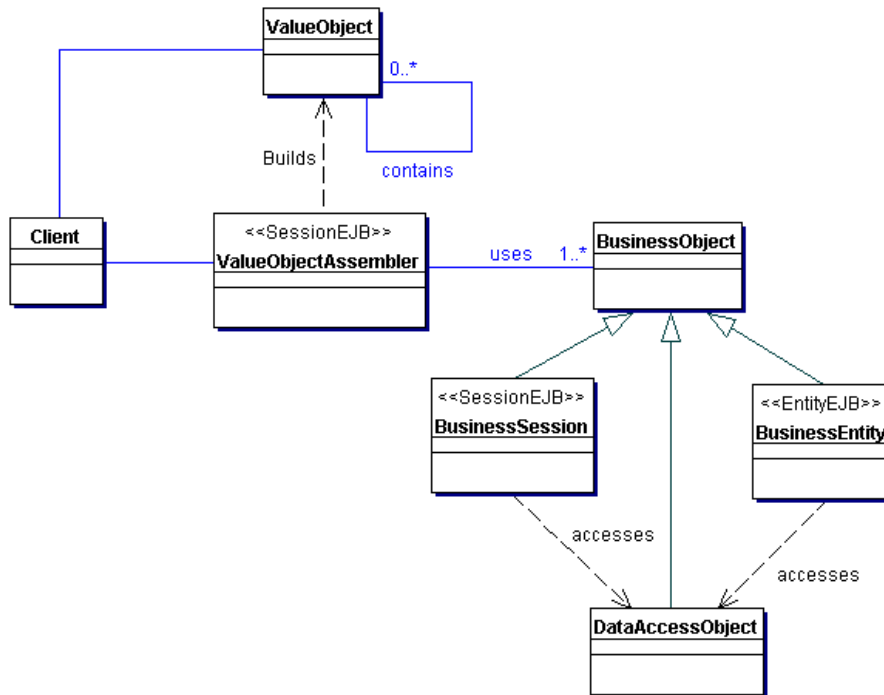 ValueObject
0..*
Builds
contains
Client
<<SessionEJB>>
ValueObjectAssembler
uses
1..*
BusinessObject
<<SessionEJB>>
BusinessSession
<<EntityEJB>>
BusinessEntity
accesses
accesses
DataAccessObject